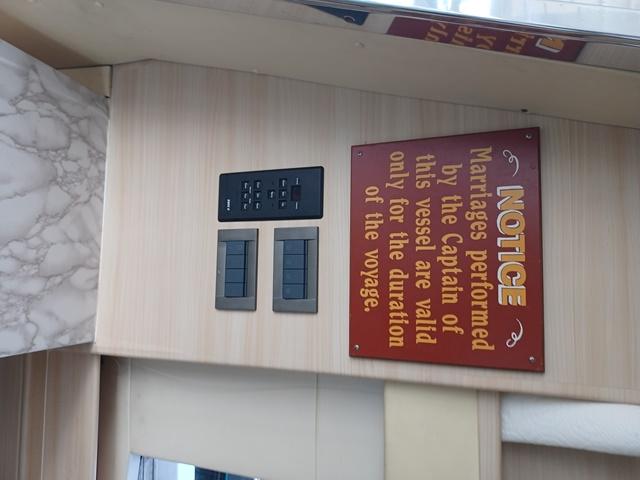 NOTICE
Marriages performed
by the Captain of
this vessel are valid
only for the duration
of the voyage.